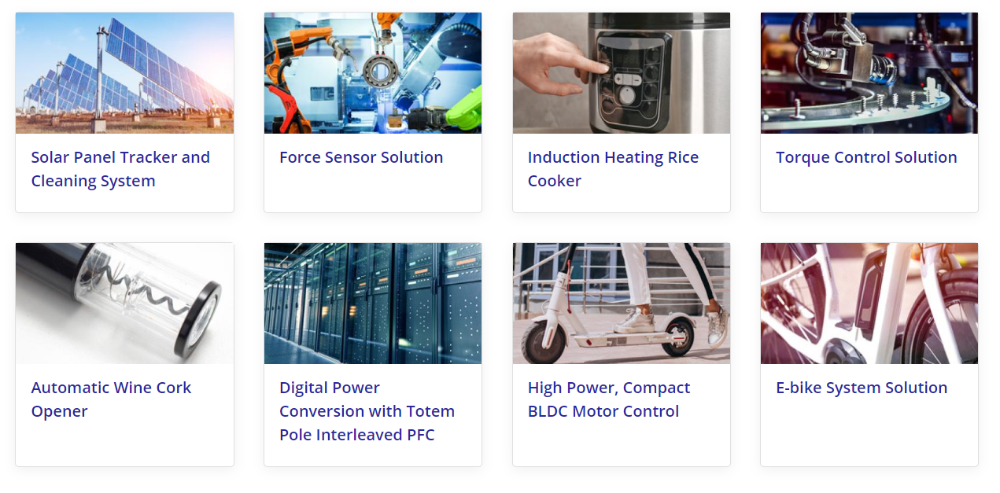 Solar Panel Tracker and
Cleaning System
Force Sensor Solution
Induction Heating Rice
Cooker
Torque Control Solution
Automatic Wine Cork
Opener
Digital Power
Conversion with Totem
Pole Interleaved PFC
High Power, Compact
BLDC Motor Control
E-bike System Solution